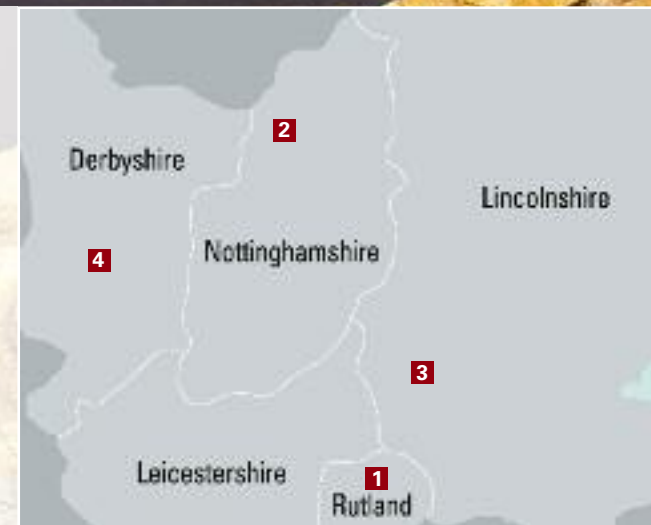 2
Derbyshire
Lincolnshire
Nottinghamshire
4
3
Leicestershire
1
Rutland